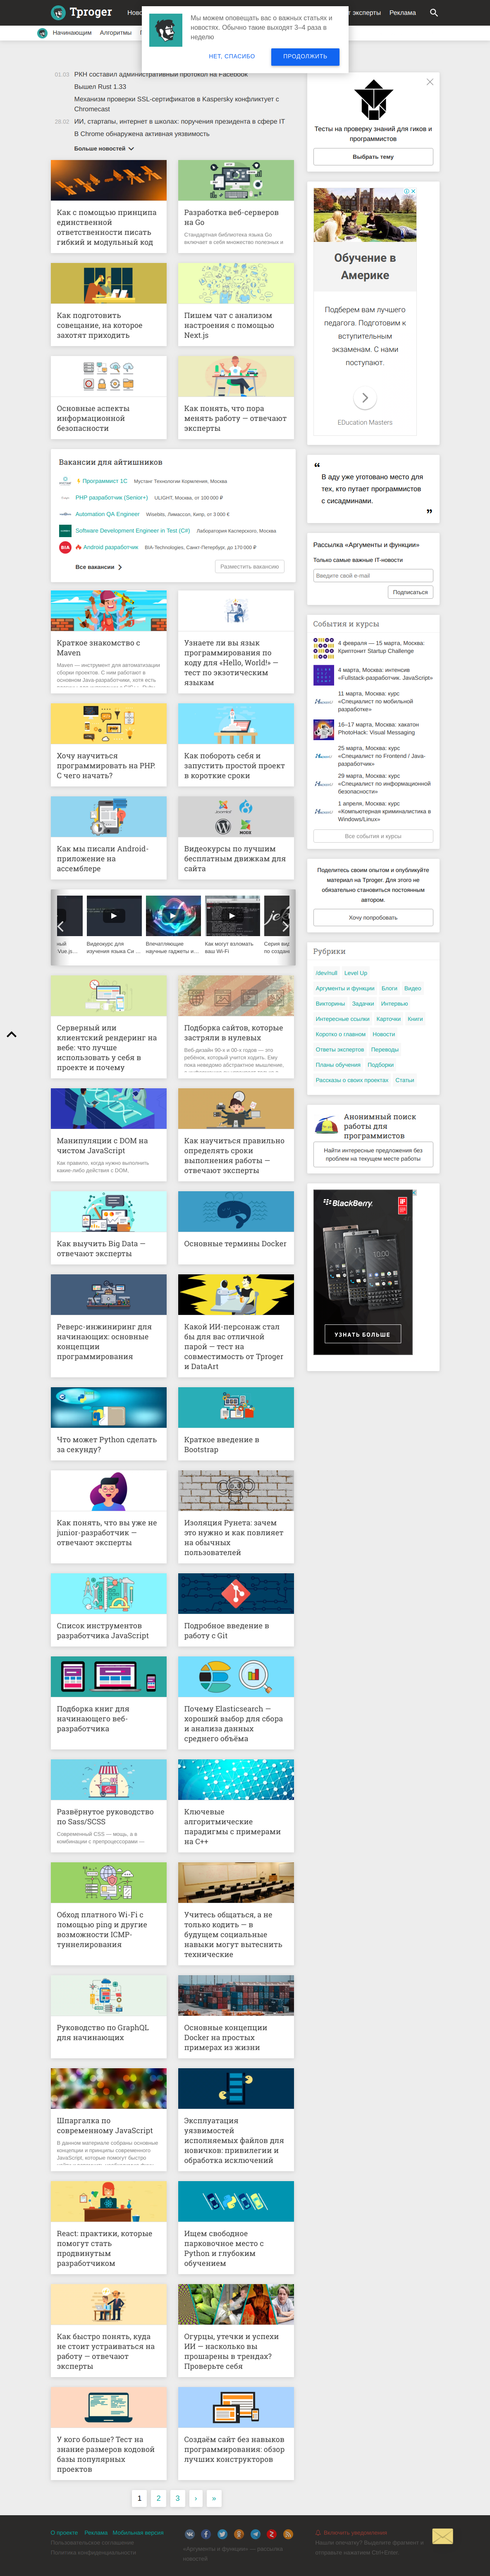 Tproger
эксперты
Реклама
Мы можем оповещать вас о важных статьях и
новостях. Обычно такие выходят 3–4 раза в
неделю
НЕТ, СПАСИБО
ПРОДОЛЖИТЬ
Начинающим
Алгоритмы
01.03
РКН составил административный протокол на Facebook
Вышел Rust 1.33
Механизм проверки SSL-сертификатов в Kaspersky конфликтует с
Chromecast
28.02
ИИ, стартапы, интернет в школах: поручения президента в сфере IT
В Chrome обнаружена активная уязвимость
Больше новостей
Как с помощью принципа
единственной
ответственности писать
гибкий и модульный код
Разработка веб-серверов
на Go
Стандартная библиотека языка Go
включает в себя множество полезных и
Как подготовить
совещание, на которое
захотят приходить
Пишем чат с анализом
настроения с помощью
Next.js
Основные аспекты
информационной
безопасности
Как понять, что пора
менять работу — отвечают
эксперты
Вакансии для айтишников
Программист 1С
Мустанг Технологии Кормления, Москва
PHP разработчик (Senior+)
ULIGHT, Москва, от 100 000 ₽
Automation QA Engineer
Wisebits, Лимассол, Кипр, от 3 000 €
Software Development Engineer in Test (C#)
Лаборатория Касперского, Москва
BIA
Android разработчик
BIA-Technologies, Санкт-Петербург, до 170 000 ₽
Все вакансии
Разместить вакансию
Краткое знакомство с
Maven
Maven — инструмент для автоматизации
сборки проектов. С ним работают в
основном Java-разработчики, хотя есть
Узнаете ли вы язык
программирования по
коду для «Hello, World!» —
тест по экзотическим
языкам
Хочу научиться
программировать на PHP.
С чего начать?
Как побороть себя и
запустить простой проект
в короткие сроки
Как мы писали Android-
приложение на
ассемблере
Видеокурсы по лучшим
бесплатным движкам для
сайта
Видеокурс для
изучения языка Си ...
Впечатляющие
научные гаджеты и...
Как могут взломать
ваш Wi-Fi
Серверный или
клиентский рендеринг на
вебе: что лучше
использовать у себя в
проекте и почему
Подборка сайтов, которые
застряли в нулевых
Веб-дизайн 90-х и 00-х годов — это
ребёнок, который играл в песочницу. Ему
пока неведомо абстрактное мышление,
Манипуляции с DOM на
чистом JavaScript
Как правило, когда нужно выполнить
какие-либо действия с DOM,
Как научиться правильно
определять сроки
выполнения работы —
отвечают эксперты
Как выучить Big Data —
отвечают эксперты
Основные термины Docker
Реверс-инжиниринг для
начинающих: основные
концепции
программирования
Какой ИИ-персонаж стал
бы для вас отличной
парой — тест на
совместимость от Tproger
и DataArt
Что может Python сделать
за секунду?
Краткое введение в
Bootstrap
Как понять, что вы уже не
junior-разработчик —
отвечают эксперты
Изоляция Рунета: зачем
это нужно и как повлияет
на обычных
пользователей
Список инструментов
разработчика JavaScript
Подробное введение в
работу с Git
Подборка книг для
начинающего веб-
разработчика
Почему Elasticsearch —
хороший выбор для сбора
и анализа данных
среднего объёма
Развёрнутое руководство
по Sass/SCSS
Современный CSS — мощь, а в
комбинации с препроцессорами —
Ключевые
алгоритмические
парадигмы с примерами
на C++
Обход платного Wi-Fi с
помощью ping и другие
возможности ICMP-
туннелирования
Учитесь общаться, а не
только кодить — в
будущем социальные
навыки могут вытеснить
технические
Руководство по GraphQL
для начинающих
Основные концепции
Docker на простых
примерах из жизни
Шпаргалка по
современному JavaScript
В данном материале собраны основные
концепции и принципы современного
JavaScript, которые помогут быстро
Эксплуатация
уязвимостей
исполняемых файлов для
новичков: привилегии и
обработка исключений
React: практики, которые
помогут стать
продвинутым
разработчиком
Ищем свободное
парковочное место с
Python и глубоким
обучением
Как быстро понять, куда
не стоит устраиваться на
работу — отвечают
эксперты
Огурцы, утечки и успехи
ИИ — насколько вы
прошарены в трендах?
Проверьте себя
У кого больше? Тест на
знание размеров кодовой
базы популярных
проектов
Создаём сайт без навыков
программирования: обзор
лучших конструкторов
1 2 3 › »
Тесты на проверку знаний для гиков и
программистов
Выбрать тему
Обучение в
Америке
Подберем вам лучшего
педагога. Подготовим к
вступительным
экзаменам. С нами
поступают.
EDucation Masters
В аду уже уготовано место для
тех, кто путает программистов
с сисадминами.
Рассылка «Аргументы и функции»
Только самые важные IT-новости
Введите свой e-mail
Подписаться
События и курсы
4 февраля — 15 марта, Москва:
Криптонит Startup Challenge
4 марта, Москва: интенсив
«Fullstack-разработчик. JavaScript»
11 марта, Москва: курс
«Специалист по мобильной
разработке»
16–17 марта, Москва: хакатон
PhotoHack: Visual Messaging
25 марта, Москва: курс
«Специалист по Frontend / Java-
разработчик»
29 марта, Москва: курс
«Специалист по информационной
безопасности»
1 апреля, Москва: курс
«Компьютерная криминалистика в
Windows/Linux»
Все события и курсы
Поделитесь своим опытом и опубликуйте
материал на Tproger. Для этого не
обязательно становиться постоянным
автором.
Хочу попробовать
Рубрики
/dev/null Level Up
Аргументы и функции Блоги Видео
Викторины Задачки Интервью
Интересные ссылки Карточки Книги
Коротко о главном Новости
Ответы экспертов Переводы
Планы обучения Подборки
Рассказы о своих проектах Статьи
Анонимный поиск
работы для
программистов
Найти интересные предложения без
проблем на текущем месте работы
BlackBerry.
УЗНАТЬ БОЛЬШЕ
О проекте Реклама Мобильная версия
Пользовательское соглашение
Политика конфиденциальности
«Аргументы и функции» — рассылка
новостей
Включить уведомления